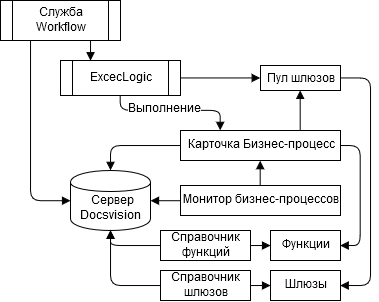 Служба
Workflow
ExcecLogic
Пул шлюзов
Выполнение
Карточка Бизнес-процесс
Сервер
Docsvision
Монитор бизнес-процессов
Справочник
функций
Функции
Справочник
шлюзов
Шлюзы